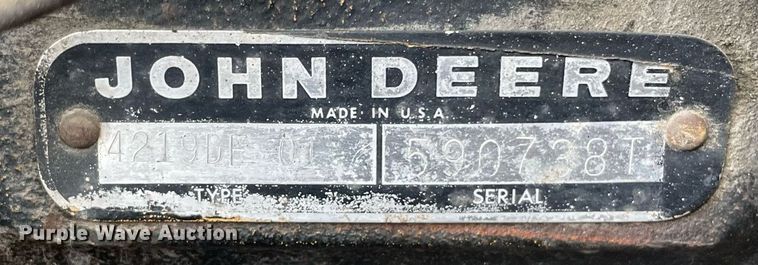 JOHN DEERE
MADE IN U.S.A.
4219DF 01 590738T
TYPE SERIAL
Purple Wave Auction